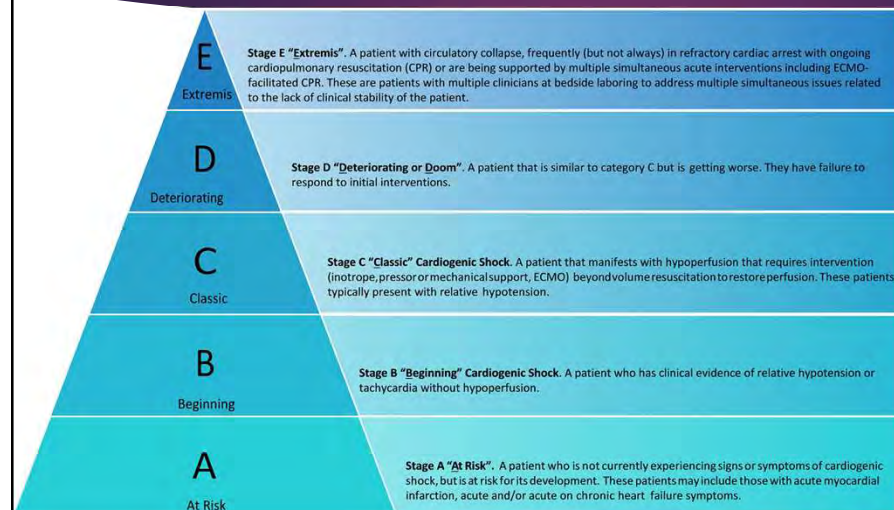 E
Extremis
Stage E "Extremis". A patient with circulatory collapse, frequently (but not always) in refractory cardiac arrest with ongoing
cardiopulmonary resuscitation (CPR) or are being supported by multiple simultaneous acute interventions including ECMO-
facilitated CPR. These are patients with multiple clinicians at bedside laboring to address multiple simultaneous issues related
to the lack of clinical stability of the patient.
D
Deteriorating
Stage D "Deteriorating or Doom". A patient that is similar to category C but is getting worse. They have failure to
respond to initial interventions.
C
Classic
Stage C "Classic" Cardiogenic Shock. A patient that manifests with hypoperfusion that requires intervention
(inotrope, pressor or mechanical support, ECMO) beyond volume resuscitation to restore perfusion. These patients
typically present with relative hypotension.
B
Beginning
Stage B "Beginning" Cardiogenic Shock. A patient who has clinical evidence of relative hypotension or
tachycardia without hypoperfusion.
A
At Risk
Stage A "At Risk". A patient who is not currently experiencing signs or symptoms of cardiogenic
shock, but is at risk for its development. These patients may include those with acute myocardial
infarction, acute and/or acute on chronic heart failure symptoms.